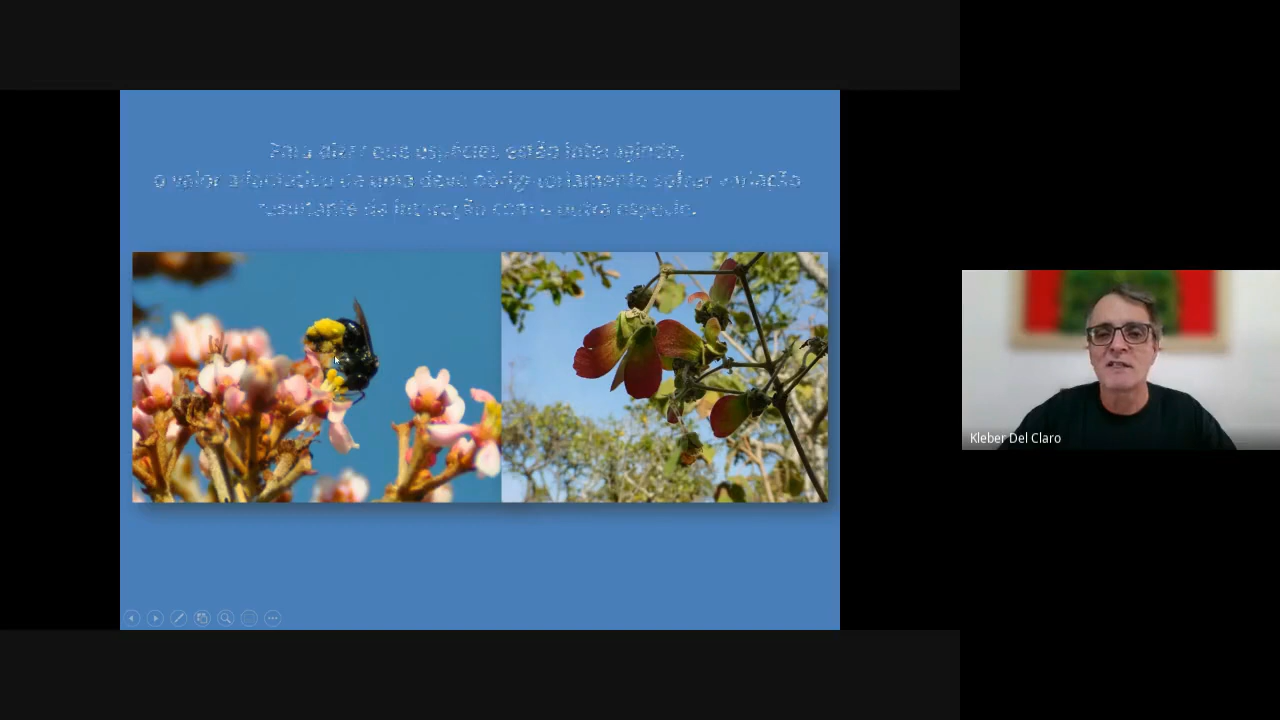 Para dizer que espécies estão interagindo,
o valor adaptativo de uma deve obrigatoriamente sofrer variação
resultante da interação com a outra espécie.
Kleber Del Claro